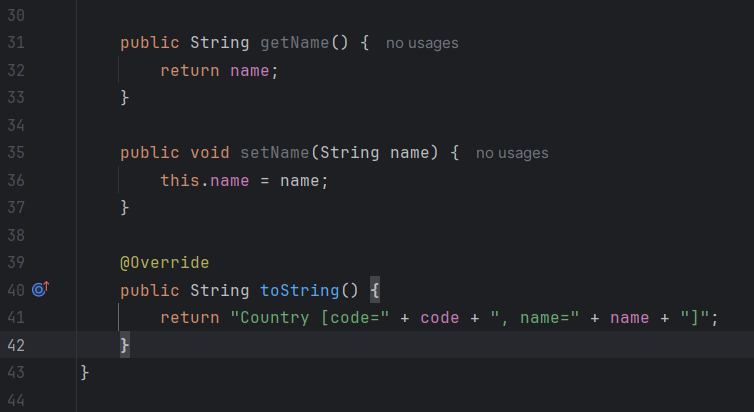 30
31 public String getName() { no usages
32 return name;
33 }
34
35 public void setName(String name) { no usages
36 this.name = name;
37 }
38
39 @Override
40 public String toString() {
41 return "Country [code=" + code + ", name=" + name + "]";
42 }
43 }
44